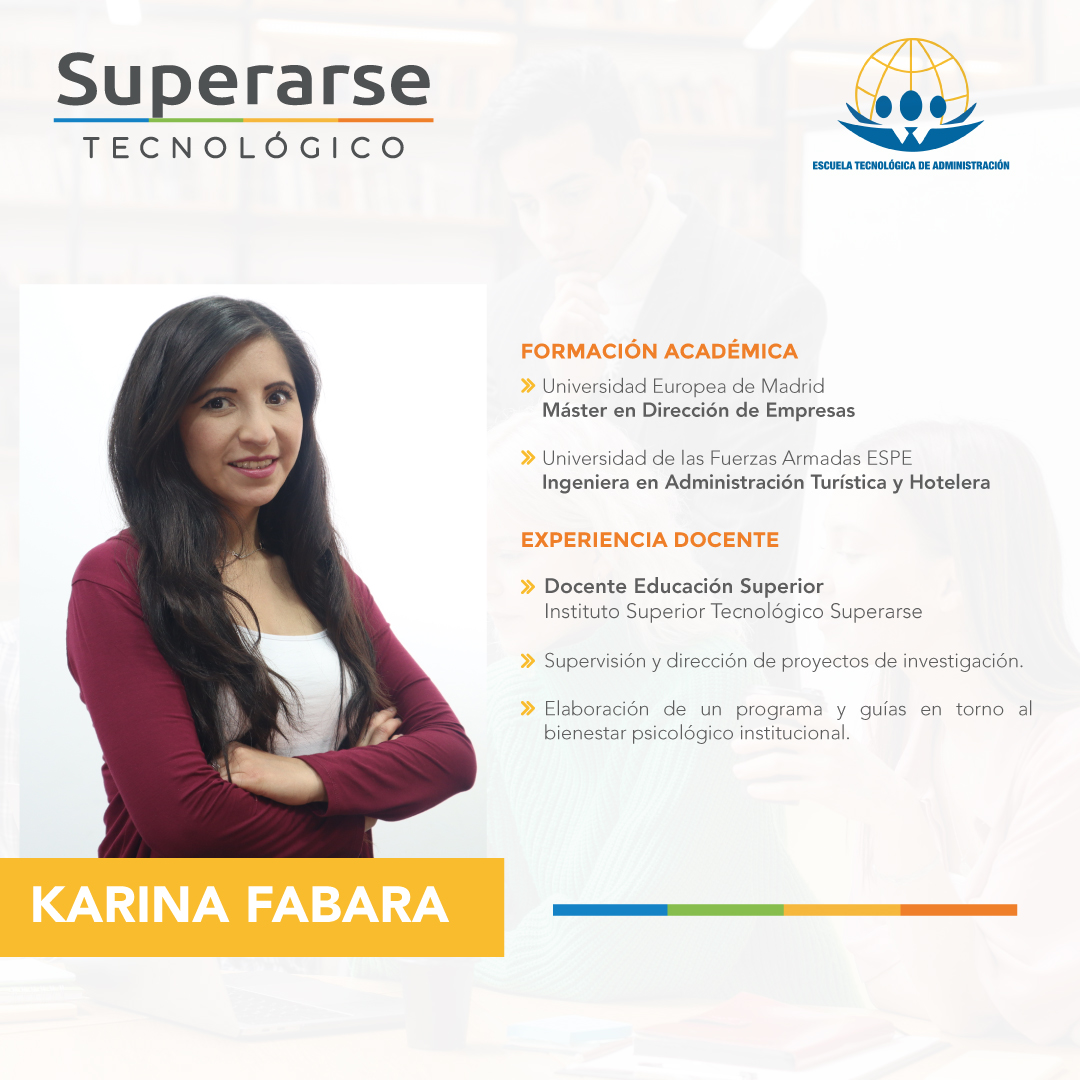 Superarse
TECNOLÓGICO
ESCUELA TECNOLÓGICA DE ADMINISTRACIÓN
FORMACIÓN ACADÉMICA
Universidad Europea de Madrid
Máster en Dirección de Empresas
Universidad de las Fuerzas Armadas ESPE
Ingeniera en Administración Turística y Hotelera
EXPERIENCIA DOCENTE
Docente Educación Superior
Instituto Superior Tecnológico Superarse
Supervisión y dirección de proyectos de investigación.
Elaboración de un programa y guías en torno al
bienestar psicológico institucional.
KARINA FABARA